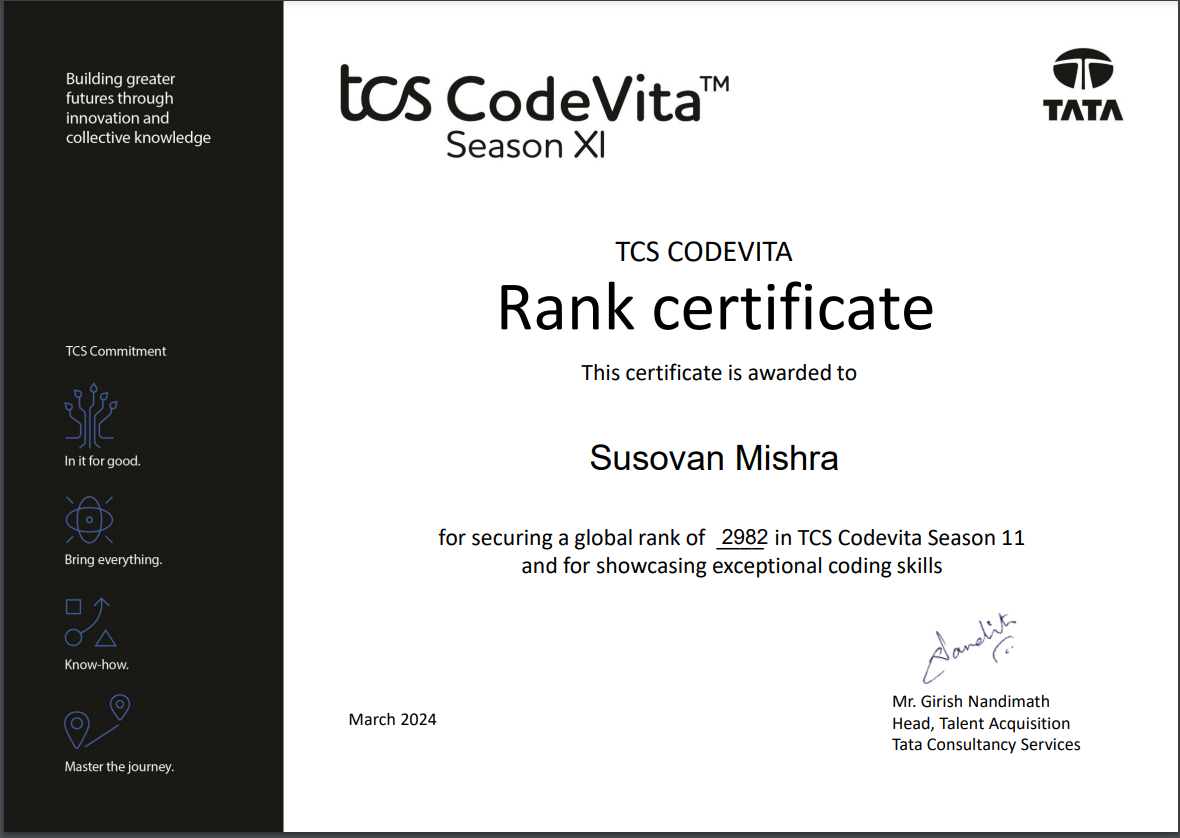 Building greater
futures through
innovation and
collective knowledge
TCS Commitment
In it for good.
Bring everything.
Know-how.
Master the journey.
tcs CodeVita™
Season XI
TATA
TCS CODEVITA
Rank certificate
This certificate is awarded to
Susovan Mishra
for securing a global rank of 2982 in TCS Codevita Season 11
and for showcasing exceptional coding skills
March 2024
Mr. Girish Nandimath
Head, Talent Acquisition
Tata Consultancy Services